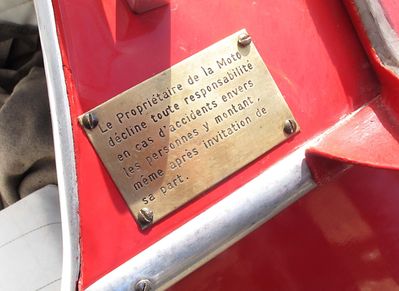 Le Propriétaire de la Moto
décline toute responsabilité
en cas d'accidents envers
les personnes y montant,
même après invitation de
sa part.